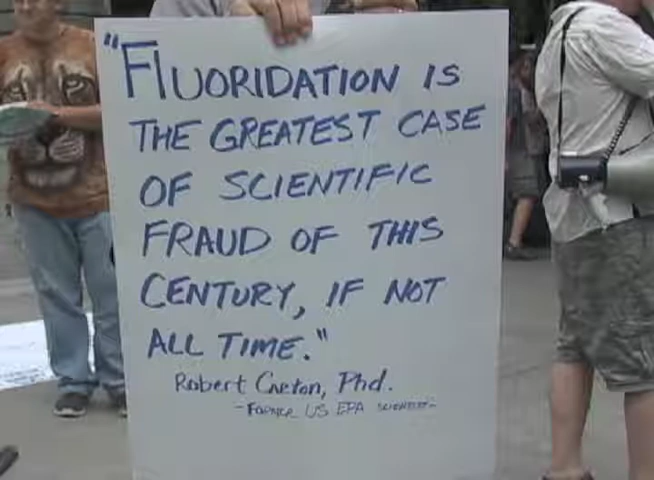 "FLUORIDATION IS
THE GREATEST CASE
OF SCIENTIFIC
FRAUD OF THIS
CENTURY, IF NOT
ALL TIME."
Robert Carton, Phd.
- FORMER US EPA SCIENTIST -